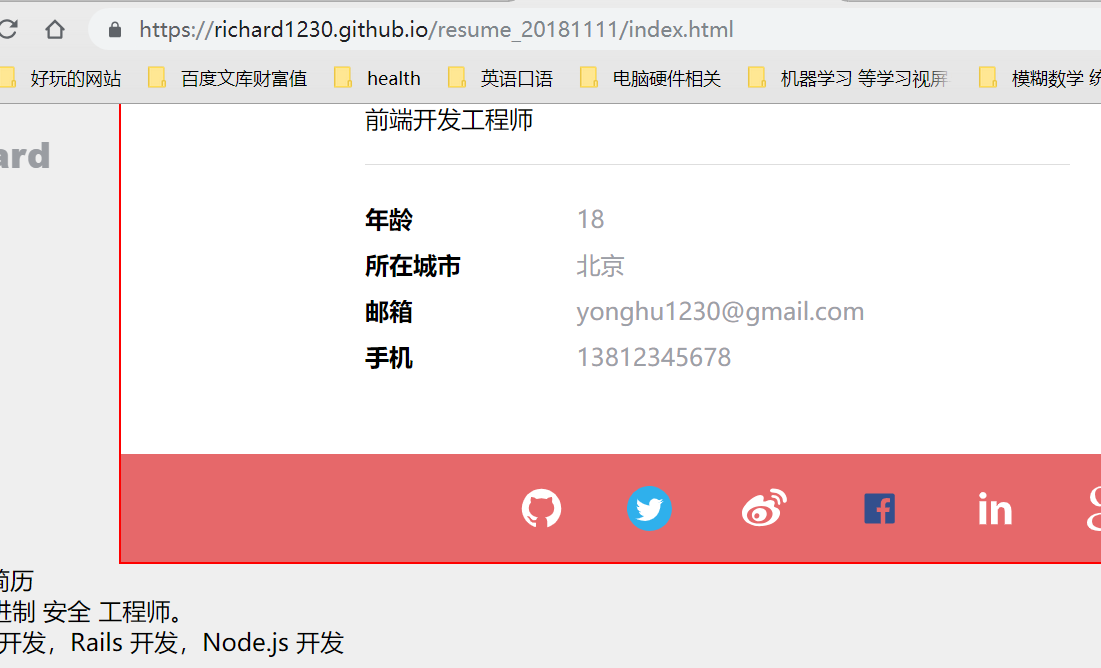 https://richard1230.github.io/resume_20181111/index.html
好玩的网站 百度文库财富值 health 英语口语 电脑硬件相关 机器学习 等学习视屏 模糊数学 统
前端开发工程师
ard
年龄 18
所在城市 北京
邮箱 yonghu1230@gmail.com
手机 13812345678
in
简历
进制 安全 工程师。
开发，Rails 开发，Node.js 开发